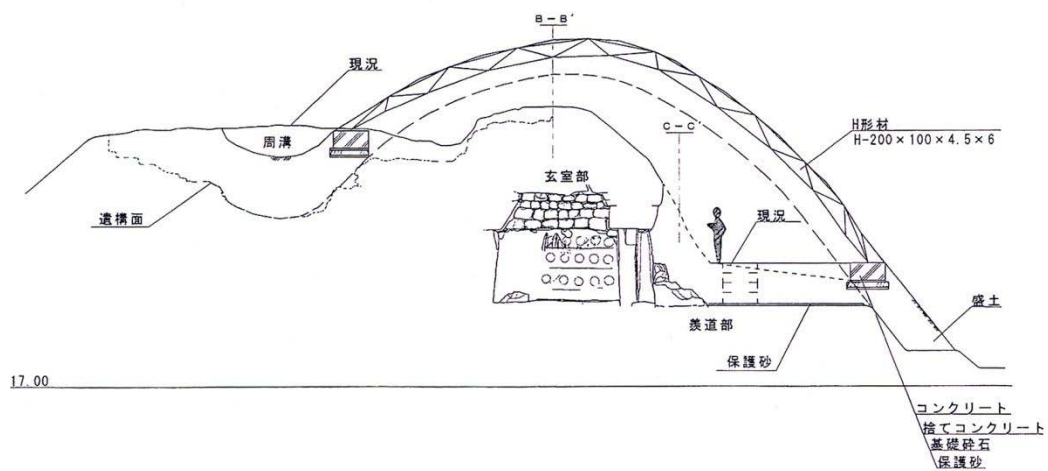 B-B'
現況
C-C'
H形材
H-200×100×4.5×6
周溝
玄室部
遺構面
現況
盛土
羨道部
保護砂
17.00
コンクリート
捨てコンクリート
基礎砕石
保護砂